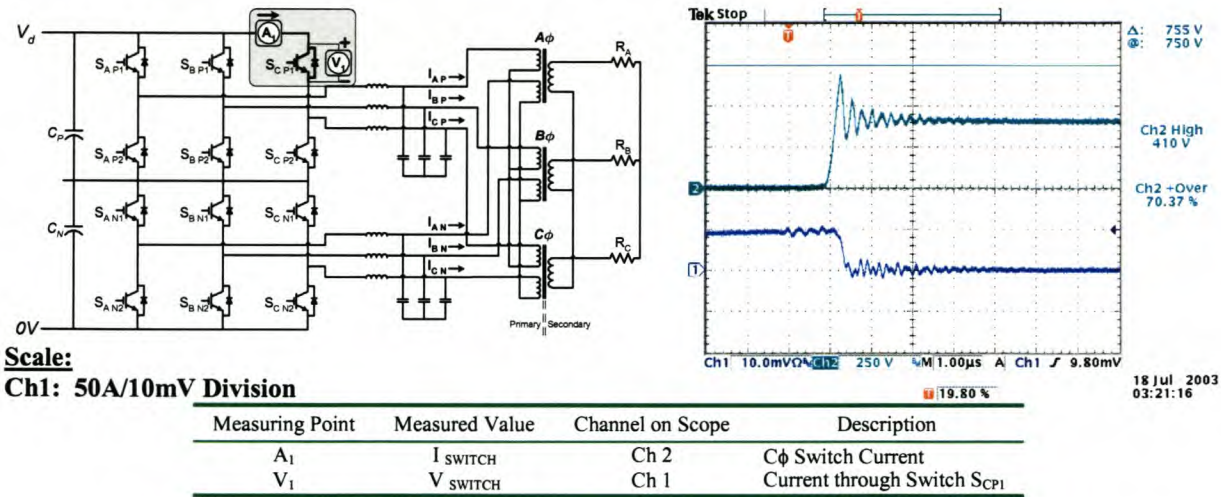 V_d
A_1
+
V_1
−
S_A P1
S_B P1
S_C P1
C_P
S_A P2
S_B P2
S_C P2
C_N
S_A N1
S_B N1
S_C N1
S_A N2
S_B N2
S_C N2
0V
I_A P
I_B P
I_C P
I_A N
I_B N
I_C N
Aϕ
Bϕ
Cϕ
R_A
R_B
R_C
Primary Secondary
Tek Stop
T
T
Δ: 755 V
@: 750 V
Ch2 High
410 V
Ch2 +Over
70.37 %
2
1
Ch1 10.0mVΩ Ch2 250 V M 1.00µs A Ch1 ʃ 9.80mV
T 19.80 %
18 Jul 2003
03:21:16
Scale:
Ch1: 50A/10mV Division
Measuring Point Measured Value Channel on Scope Description
A₁ I SWITCH Ch 2 Cϕ Switch Current
V₁ V SWITCH Ch 1 Current through Switch S_CP1